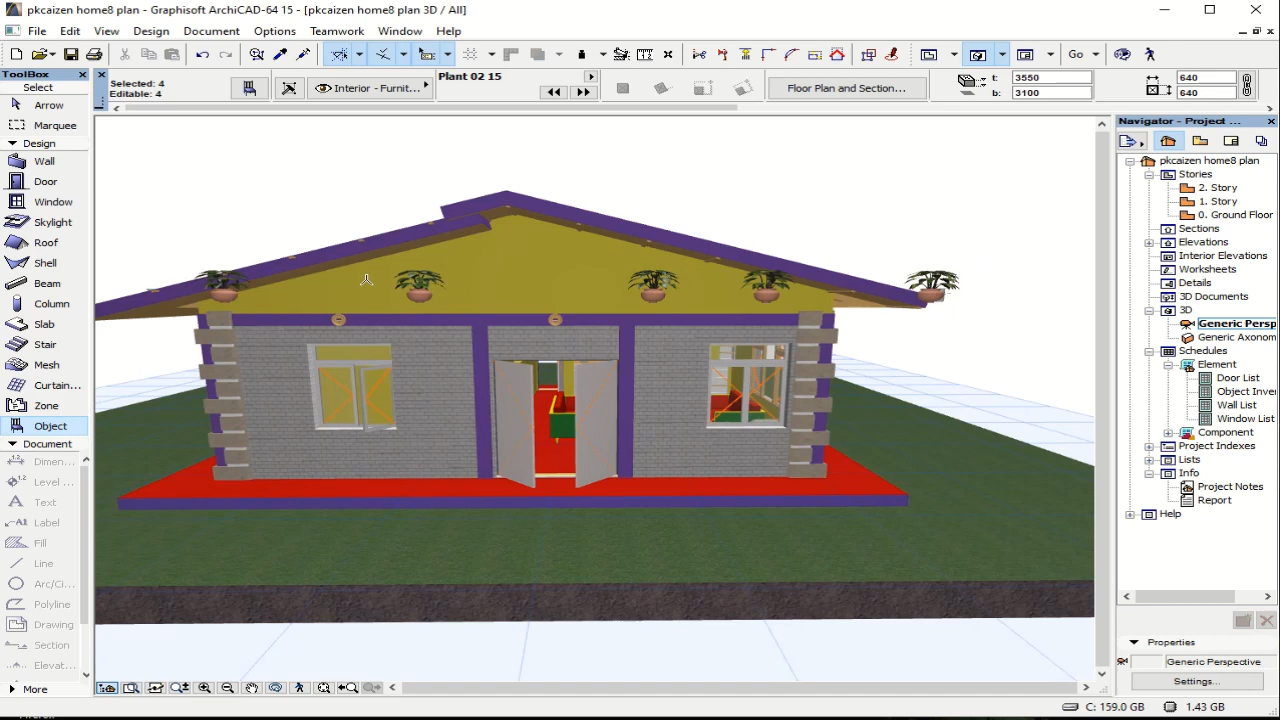 pkcaizen home8 plan - Graphisoft ArchiCAD-64 15 - [pkcaizen home8 plan 3D / All]
File Edit View Design Document Options Teamwork Window Help
Go
ToolBox
Select
Arrow
Marquee
Design
Wall
Door
Window
Skylight
Roof
Shell
Beam
Column
Slab
Stair
Mesh
Curtain...
Zone
Object
Document
Dimen...
Level ...
Text
Label
Fill
Line
Arc/Ci...
Polyline
Drawing
Section
Elevat...
More
Selected: 4
Editable: 4
Interior - Furnit...
Plant 02 15
Floor Plan and Section...
t: 3550
b: 3100
640
640
Navigator - Project ...
pkcaizen home8 plan
Stories
2. Story
1. Story
0. Ground Floor
Sections
Elevations
Interior Elevations
Worksheets
Details
3D Documents
3D
Generic Persp
Generic Axonom
Schedules
Element
Door List
Object Inve
Wall List
Window List
Component
Project Indexes
Lists
Info
Project Notes
Report
Help
Properties
Generic Perspective
Settings...
C: 159.0 GB
1.43 GB